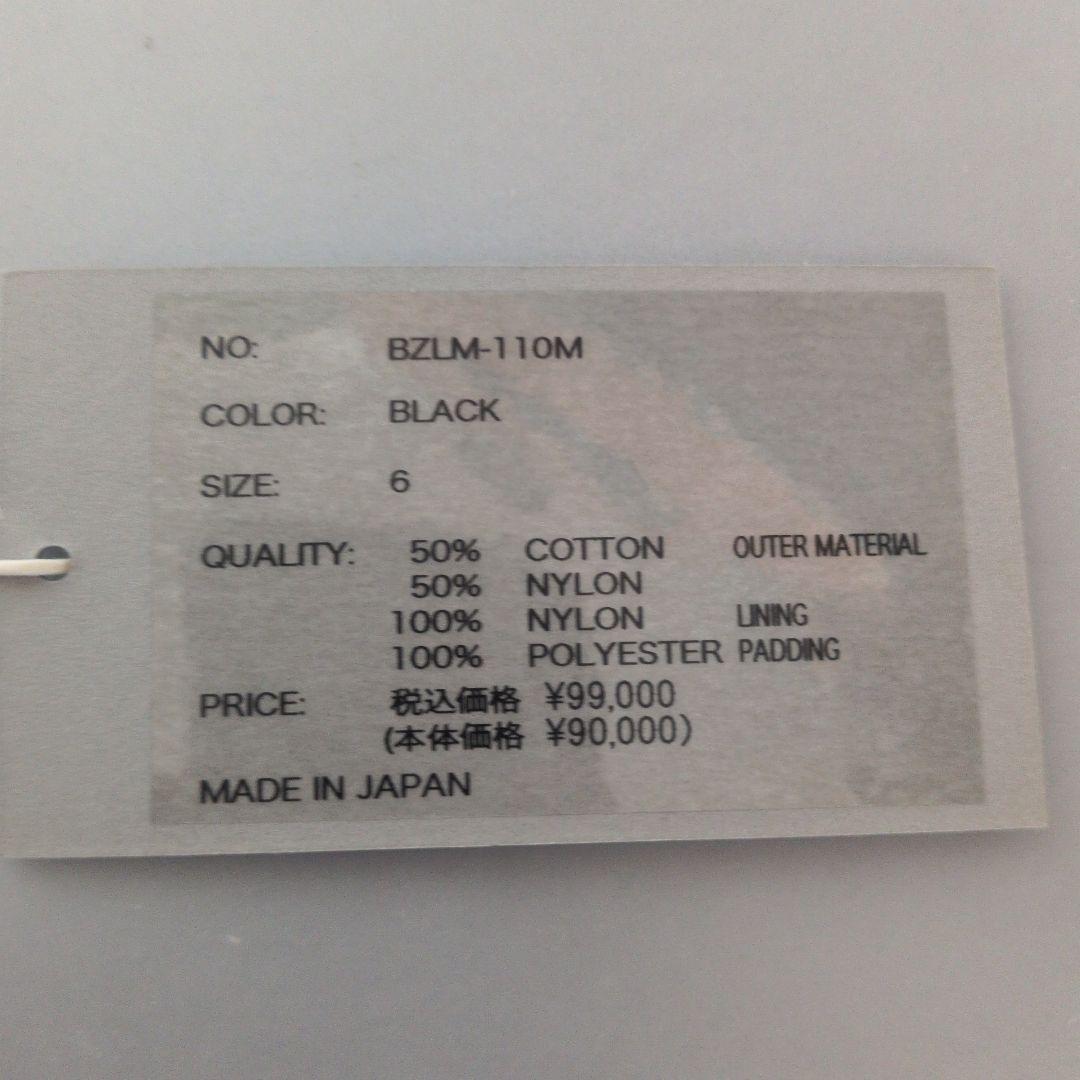 NO: BZLM-110M
COLOR: BLACK
SIZE: 6
QUALITY: 50% COTTON OUTER MATERIAL
50% NYLON
100% NYLON LINING
100% POLYESTER PADDING
PRICE: 税込価格 ¥99,000
(本体価格 ¥90,000)
MADE IN JAPAN